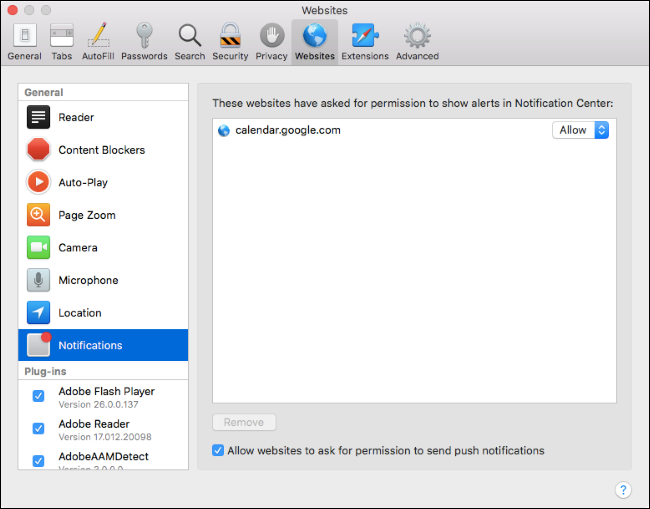 Websites
General Tabs AutoFill Passwords Search Security Privacy Websites Extensions Advanced
General
Reader
Content Blockers
Auto-Play
Page Zoom
Camera
Microphone
Location
Notifications
Plug-ins
Adobe Flash Player
Version 26.0.0.137
Adobe Reader
Version 17.012.20098
AdobeAAMDetect
These websites have asked for permission to show alerts in Notification Center:
calendar.google.com Allow
Remove
Allow websites to ask for permission to send push notifications
?